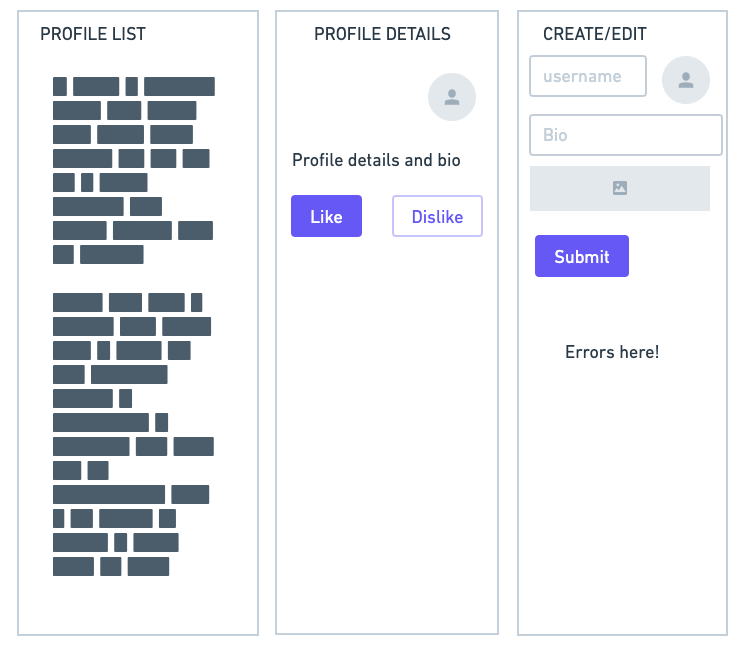 PROFILE LIST
PROFILE DETAILS
Profile details and bio
Like
Dislike
CREATE/EDIT
username
Bio
Submit
Errors here!